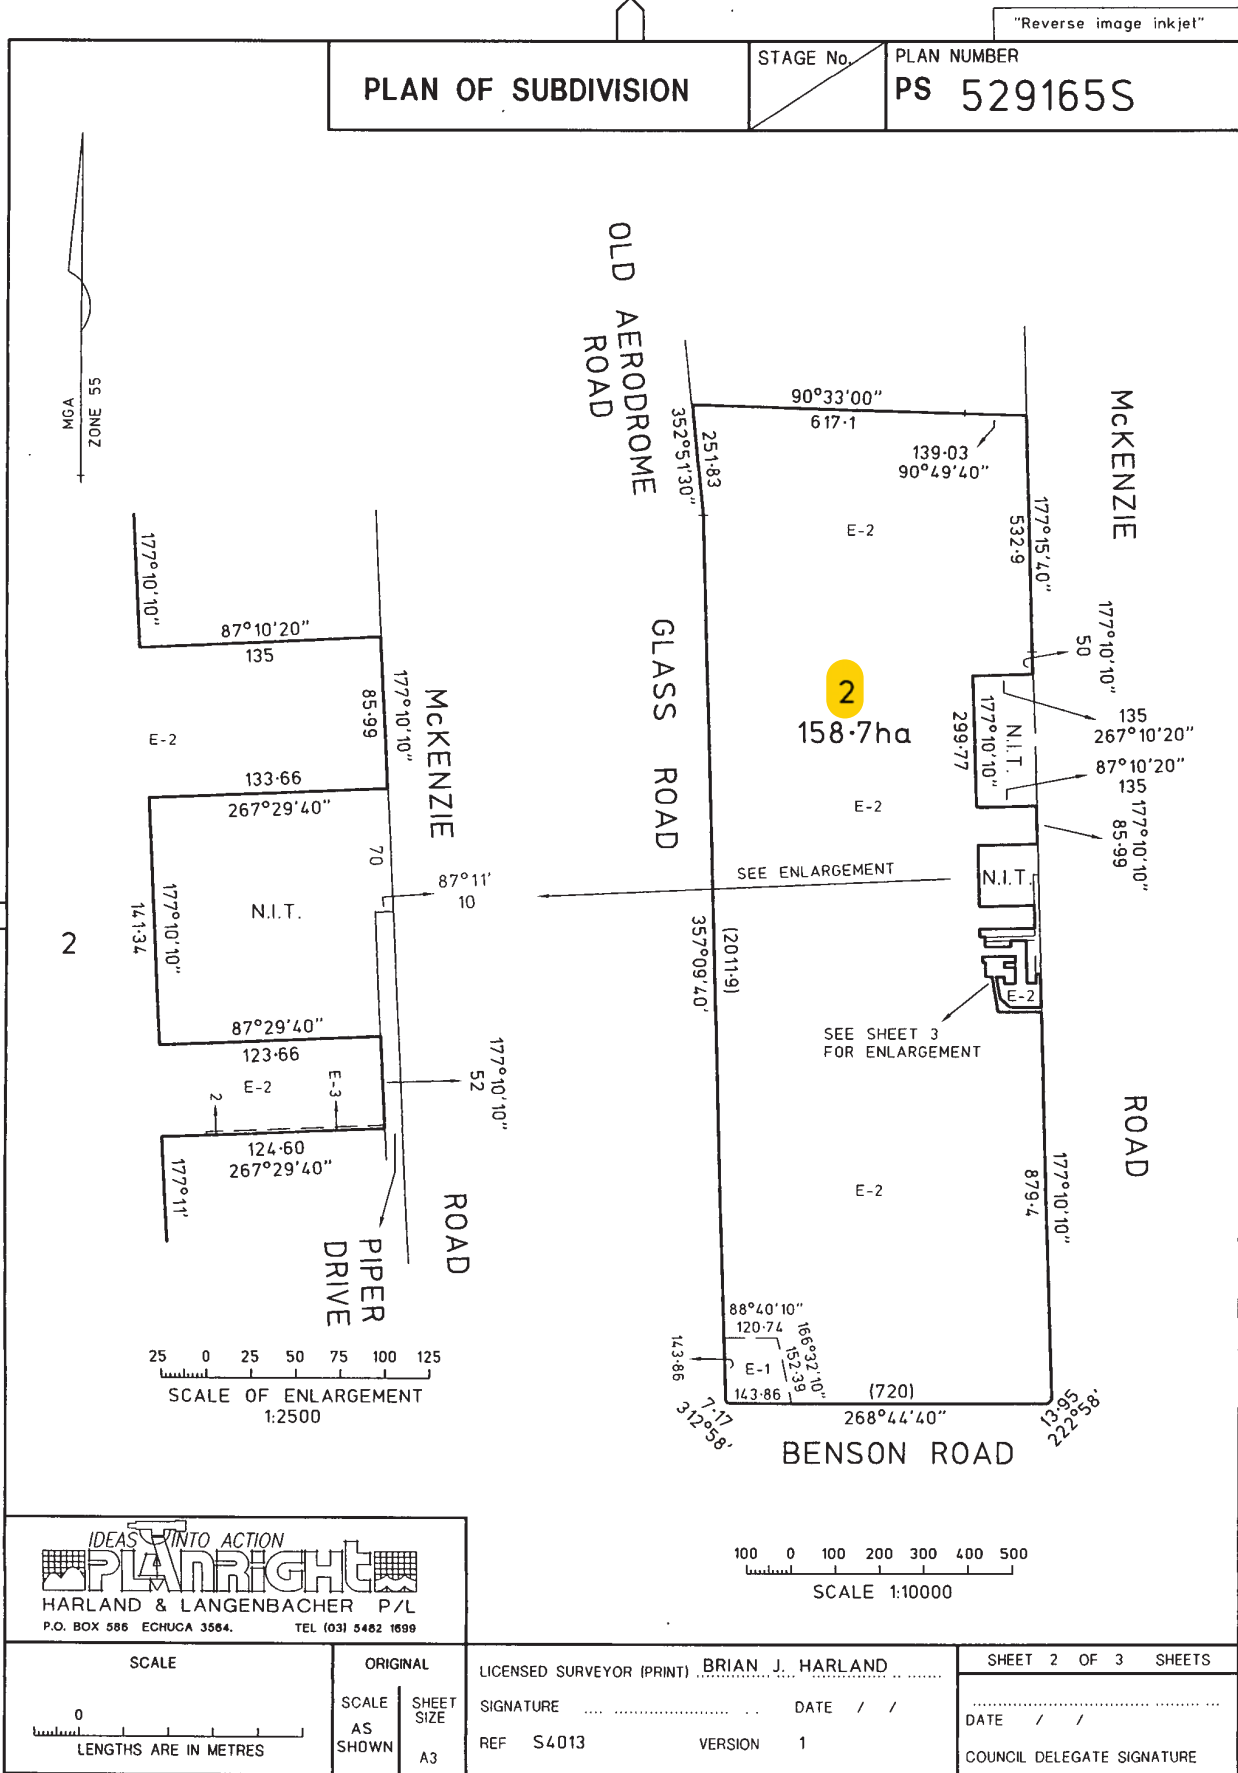 "Reverse image inkjet"
PLAN OF SUBDIVISION
STAGE No.
PLAN NUMBER
PS 529165S
MGA
ZONE 55
OLD AERODROME
ROAD
McKENZIE
ROAD
GLASS ROAD
90°33'00"
617·1
139·03
90°49'40"
251·83
352°51'30"
E-2
177°15'40"
532·9
177°10'10"
50
2
158·7ha
135
267°10'20"
N.I.T.
177°10'10"
299·77
87°10'20"
135
177°10'10"
85·99
E-2
SEE ENLARGEMENT
N.I.T.
(2011·9)
357°09'40'
E-2
SEE SHEET 3
FOR ENLARGEMENT
E-2
177°10'10"
879·4
88°40'10"
120·74
166°32'10"
152·39
143·86
E-1
143·86
(720)
268°44'40"
7·17
312°58'
13·95
222°58'
BENSON ROAD
177°10'10"
87°10'20"
135
177°10'10"
85·99
McKENZIE
ROAD
E-2
133·66
267°29'40"
70
87°11'
10
N.I.T.
177°10'10"
141·34
2
87°29'40"
123·66
E-2
E-3
2
177°10'10"
52
124·60
267°29'40"
177°11'
PIPER
DRIVE
25 0 25 50 75 100 125
SCALE OF ENLARGEMENT
1:2500
100 0 100 200 300 400 500
SCALE 1:10000
IDEAS INTO ACTION
PLANRIGHT
HARLAND & LANGENBACHER P/L
P.O. BOX 586 ECHUCA 3564. TEL (03) 5482 1699
SCALE
0
LENGTHS ARE IN METRES
ORIGINAL
SCALE
AS
SHOWN
SHEET
SIZE
A3
LICENSED SURVEYOR (PRINT) BRIAN J. HARLAND
SIGNATURE DATE / /
REF S4013 VERSION 1
SHEET 2 OF 3 SHEETS
DATE / /
COUNCIL DELEGATE SIGNATURE